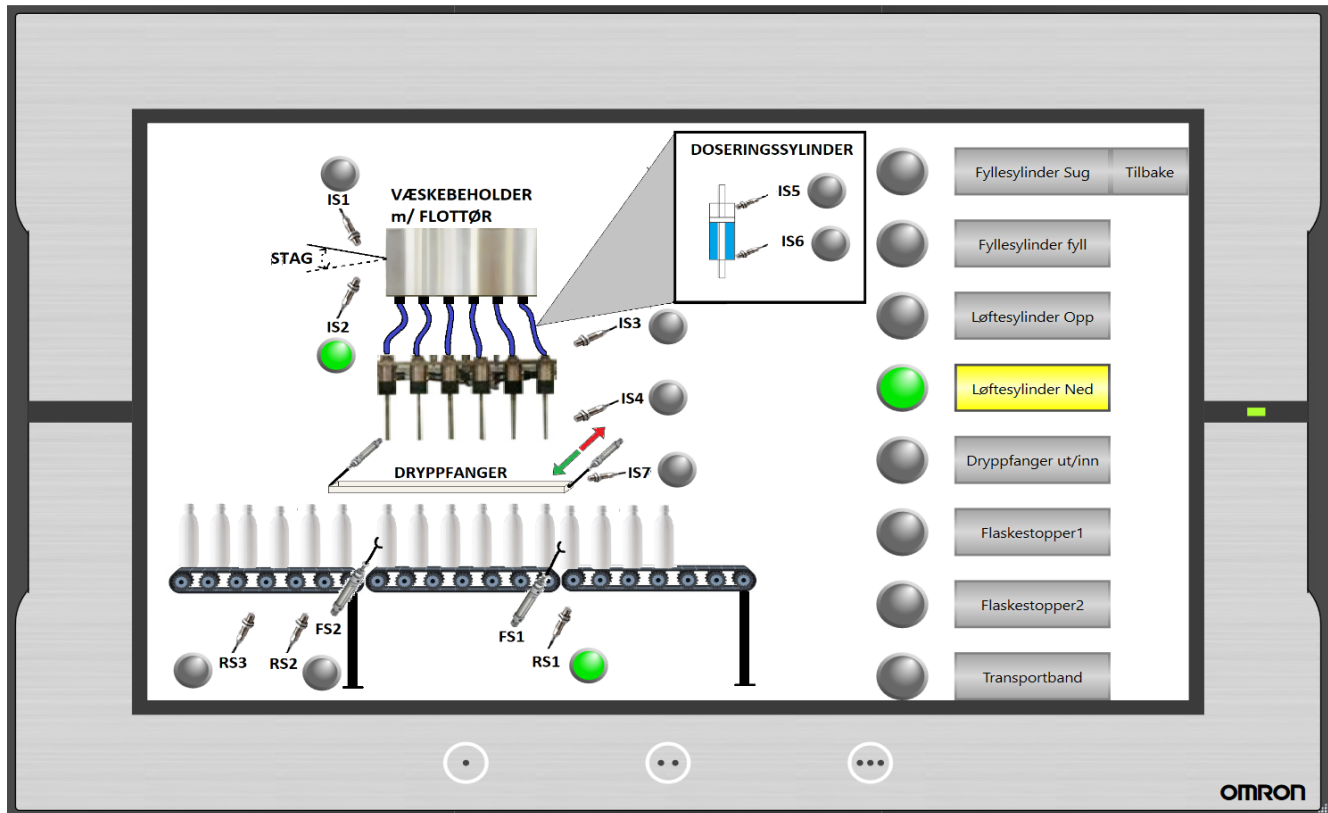 DOSERINGSSYLINDER
IS5
IS6
IS1
VÆSKEBEHOLDER
m/ FLOTTØR
STAG
IS2
IS3
IS4
DRYPPFANGER
IS7
FS2
FS1
RS3
RS2
RS1
Fyllesylinder Sug
Tilbake
Fyllesylinder fyll
Løftesylinder Opp
Løftesylinder Ned
Dryppfanger ut/inn
Flaskestopper1
Flaskestopper2
Transportband
OMRON